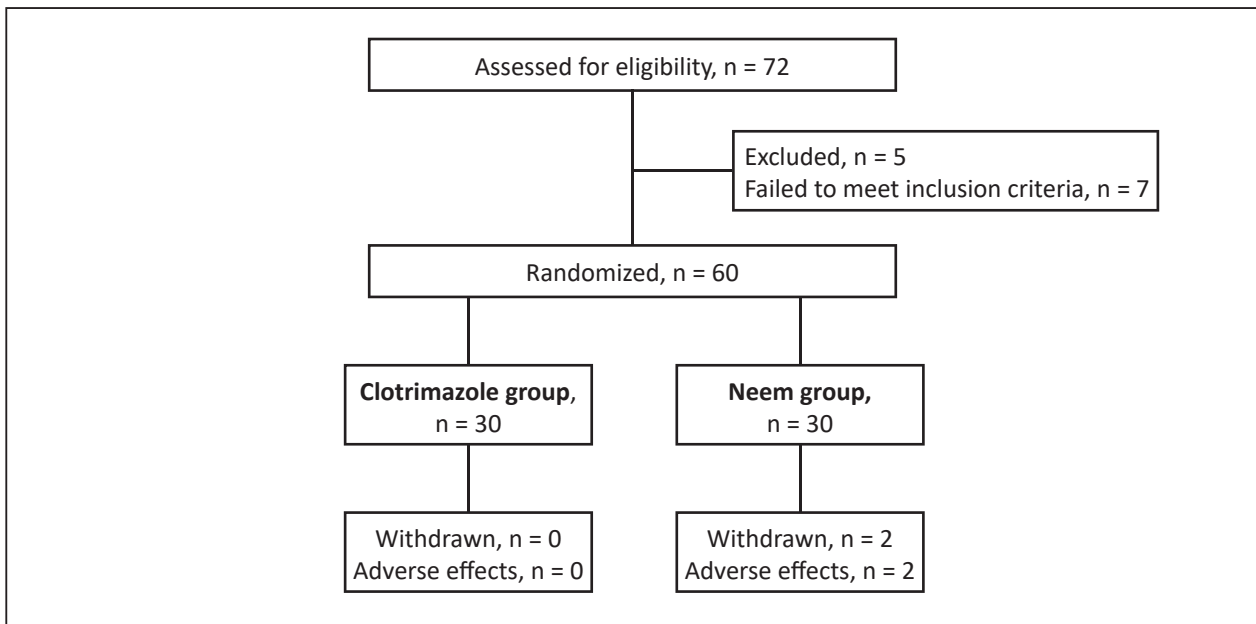 Assessed for eligibility, n = 72
Excluded, n = 5
Failed to meet inclusion criteria, n = 7
Randomized, n = 60
Clotrimazole group,
n = 30
Neem group,
n = 30
Withdrawn, n = 0
Adverse effects, n = 0
Withdrawn, n = 2
Adverse effects, n = 2